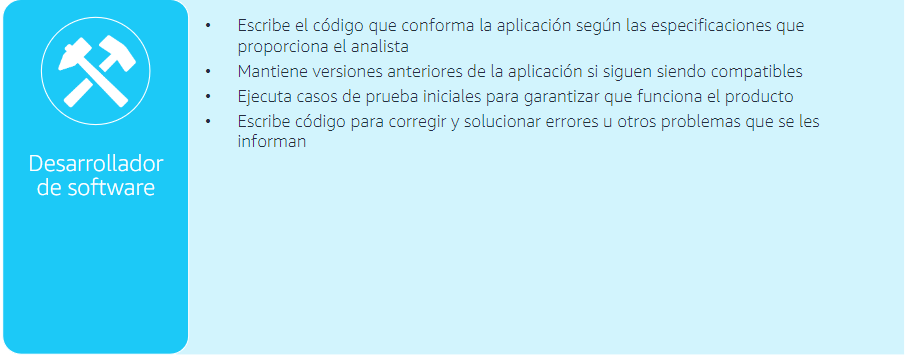 Desarrollador
de software
• Escribe el código que conforma la aplicación según las especificaciones que
proporciona el analista
• Mantiene versiones anteriores de la aplicación si siguen siendo compatibles
• Ejecuta casos de prueba iniciales para garantizar que funciona el producto
• Escribe código para corregir y solucionar errores u otros problemas que se les
informan